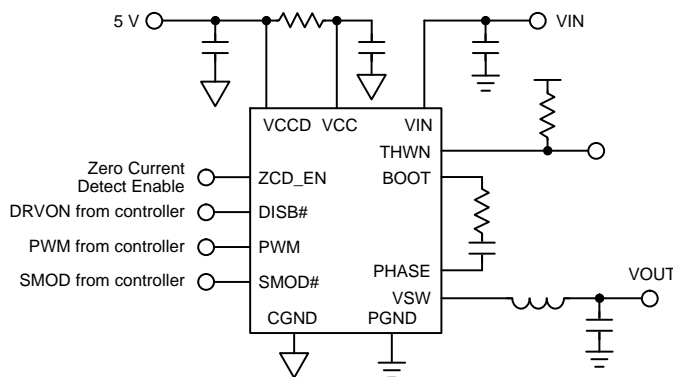 5 V
VIN
VCCD
VCC
VIN
THWN
Zero Current
Detect Enable
ZCD_EN
BOOT
DRVON from controller
DISB#
PWM from controller
PWM
SMOD from controller
SMOD#
PHASE
VSW
VOUT
CGND
PGND